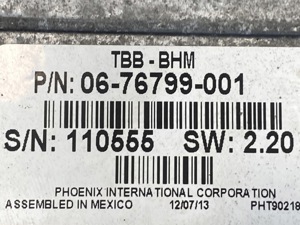 TBB - BHM
P/N: 06-76799-001
S/N: 110555 SW: 2.20
PHOENIX INTERNATIONAL CORPORATION
ASSEMBLED IN MEXICO 12/07/13 PHT90218